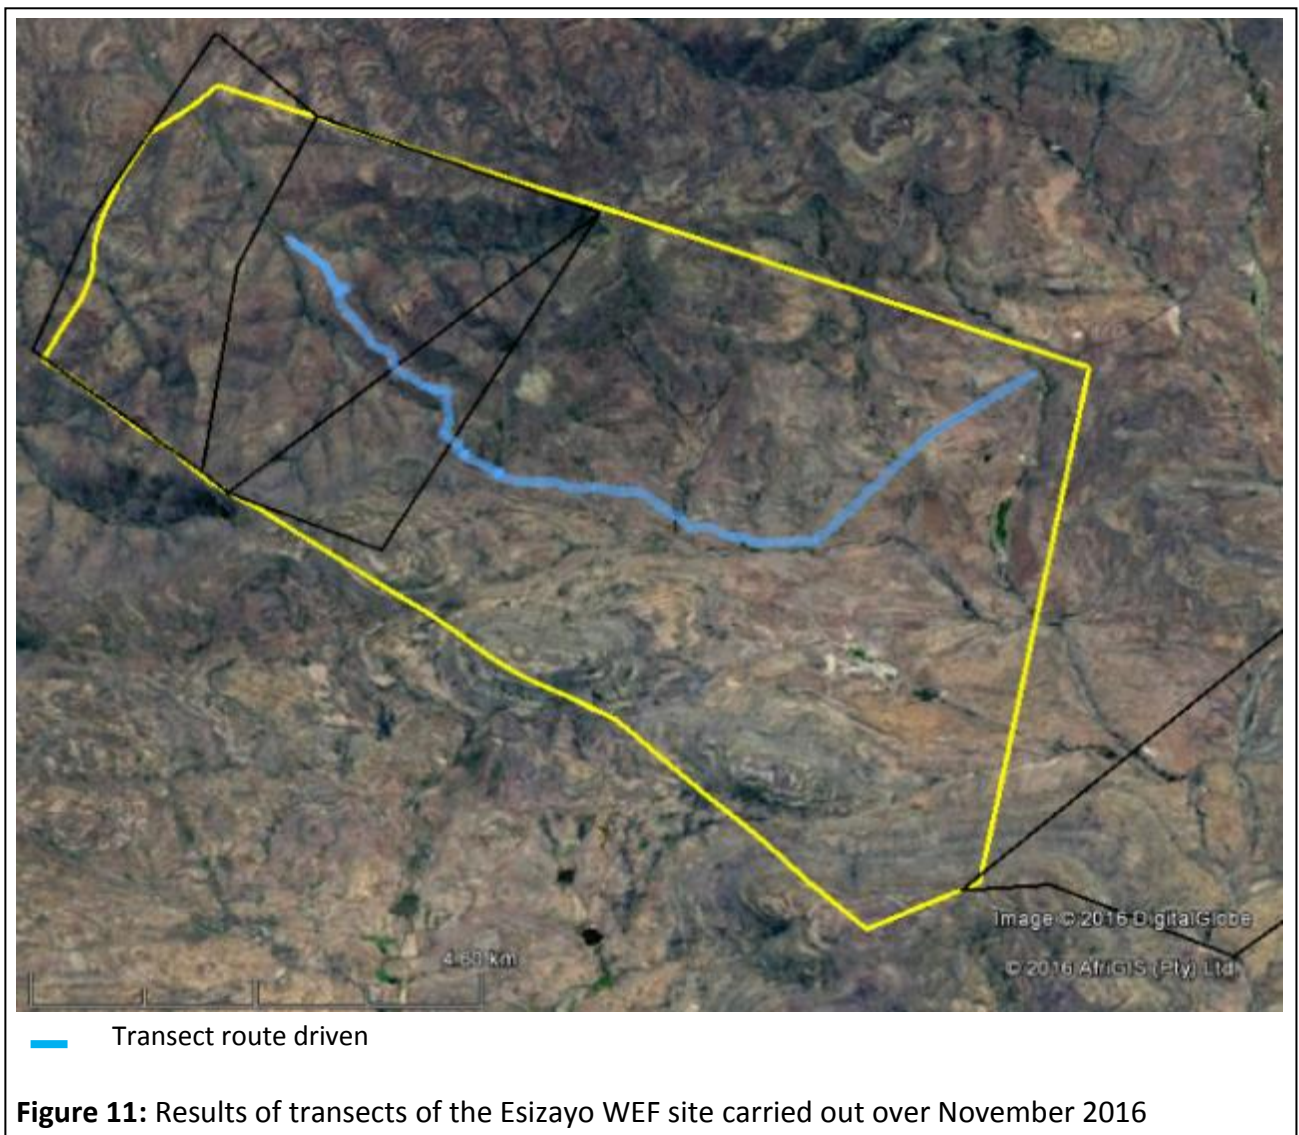 Image © 2016 DigitalGlobe
4.60 km
© 2016 AfriGIS (Pty) Ltd.
Transect route driven
Figure 11: Results of transects of the Esizayo WEF site carried out over November 2016